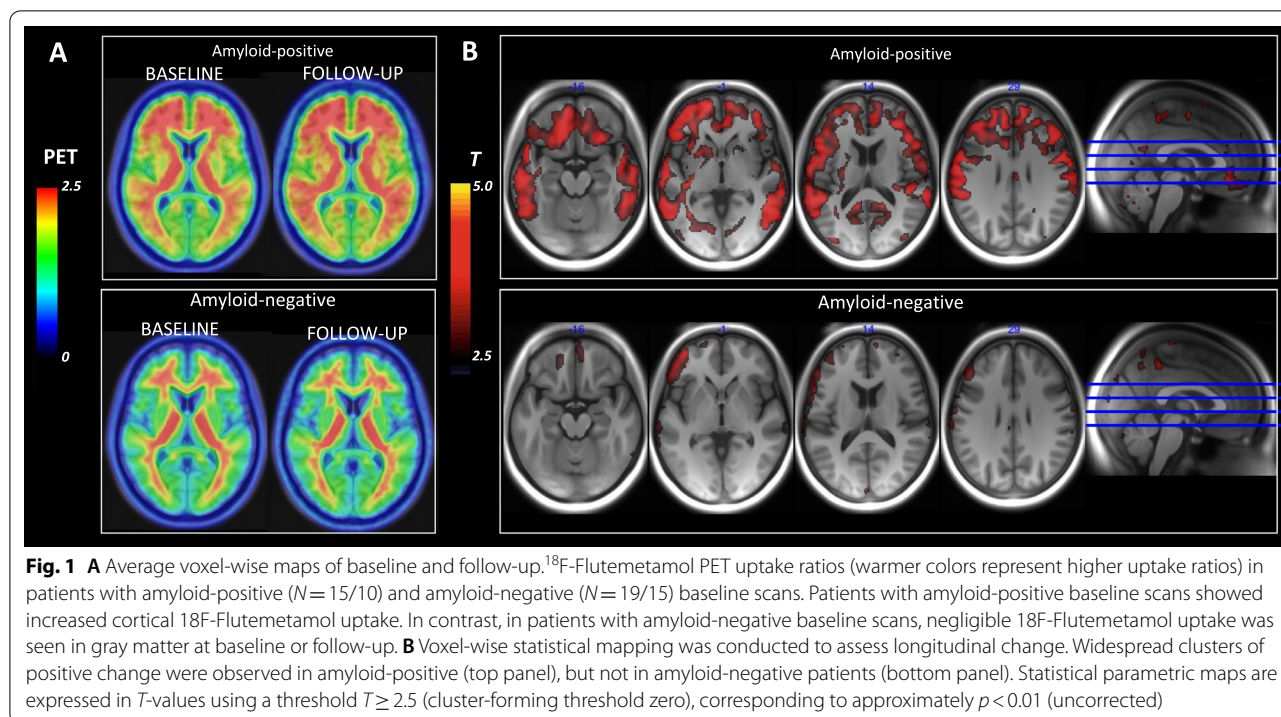 A
Amyloid-positive
BASELINE
FOLLOW-UP
PET
2.5
0
Amyloid-negative
BASELINE
FOLLOW-UP
B
Amyloid-positive
-16
-1
14
29
T
5.0
2.5
Amyloid-negative
-16
-1
14
29
Fig. 1 A Average voxel-wise maps of baseline and follow-up.18F-Flutemetamol PET uptake ratios (warmer colors represent higher uptake ratios) in
patients with amyloid-positive (N = 15/10) and amyloid-negative (N = 19/15) baseline scans. Patients with amyloid-positive baseline scans showed
increased cortical 18F-Flutemetamol uptake. In contrast, in patients with amyloid-negative baseline scans, negligible 18F-Flutemetamol uptake was
seen in gray matter at baseline or follow-up. B Voxel-wise statistical mapping was conducted to assess longitudinal change. Widespread clusters of
positive change were observed in amyloid-positive (top panel), but not in amyloid-negative patients (bottom panel). Statistical parametric maps are
expressed in T-values using a threshold T ≥ 2.5 (cluster-forming threshold zero), corresponding to approximately p < 0.01 (uncorrected)